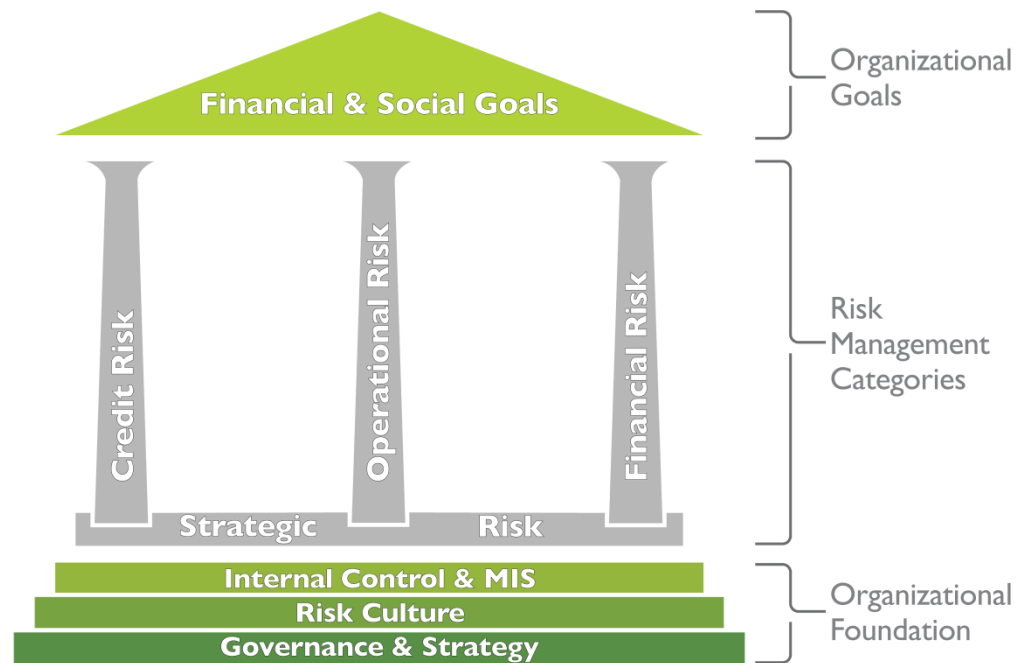 Financial & Social Goals
Organizational
Goals
Credit Risk
Operational Risk
Financial Risk
Risk
Management
Categories
Strategic Risk
Internal Control & MIS
Risk Culture
Governance & Strategy
Organizational
Foundation